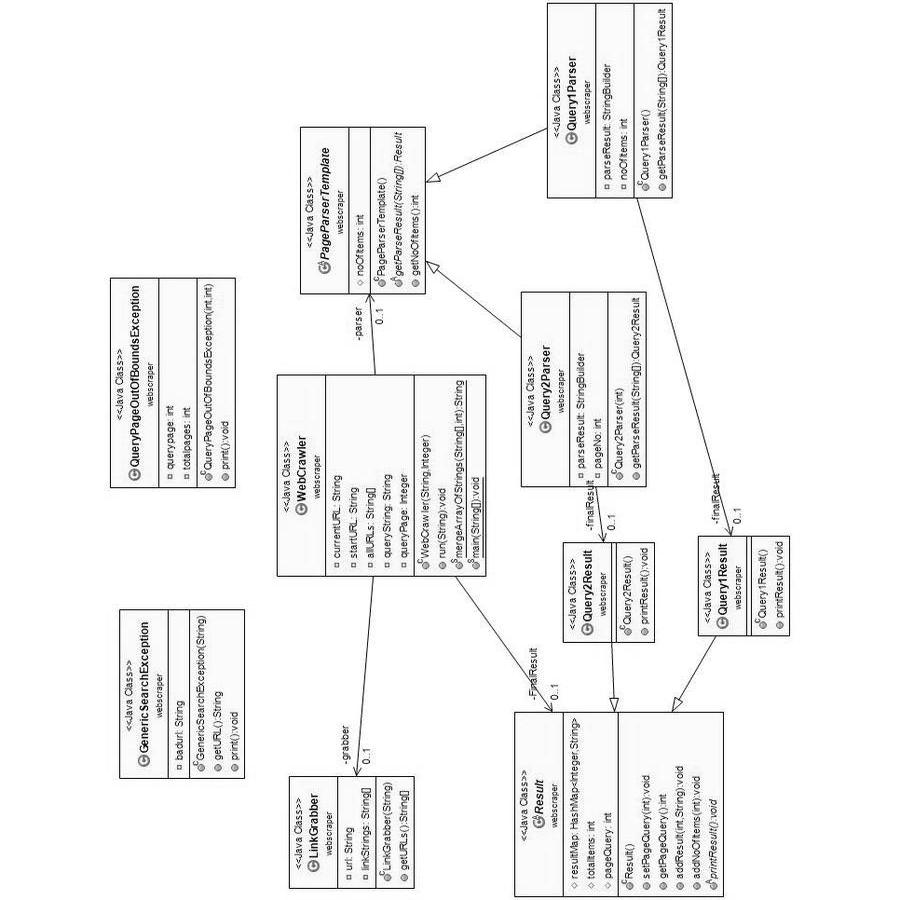 <<Java Class>>
GenericSearchException
webscraper
badurl: String
GenericSearchException(String)
getURL():String
print():void
<<Java Class>>
QueryPageOutOfBoundsException
webscraper
querypage: int
totalpages: int
QueryPageOutOfBoundsException(int,int)
print():void
<<Java Class>>
LinkGrabber
webscraper
url: String
linkStrings: String[]
LinkGrabber(String)
getURLs():String[]
-grabber
0..1
<<Java Class>>
WebCrawler
webscraper
currentURL: String
startURL: String
allURLs: String[]
queryString: String
queryPage: Integer
WebCrawler(String,Integer)
run(String):void
mergeArrayOfStrings(String[],int):String
main(String[]):void
-parser
0..1
<<Java Class>>
PageParserTemplate
webscraper
noOfItems: int
PageParserTemplate()
getParseResult(String[]):Result
getNoOfItems():int
<<Java Class>>
Result
webscraper
resultMap: HashMap<Integer,String>
totalItems: int
pageQuery: int
Result()
setPageQuery(int):void
getPageQuery():int
addResult(int,String):void
addNoOfItems(int):void
printResult():void
-FinalResult
0..1
<<Java Class>>
Query2Result
webscraper
Query2Result()
printResult():void
-finalResult
0..1
<<Java Class>>
Query2Parser
webscraper
parseResult: StringBuilder
pageNo: int
Query2Parser(int)
getParseResult(String[]):Query2Result
<<Java Class>>
Query1Parser
webscraper
parseResult: StringBuilder
noOfItems: int
Query1Parser()
getParseResult(String[]):Query1Result
<<Java Class>>
Query1Result
webscraper
Query1Result()
printResult():void
-finalResult
0..1